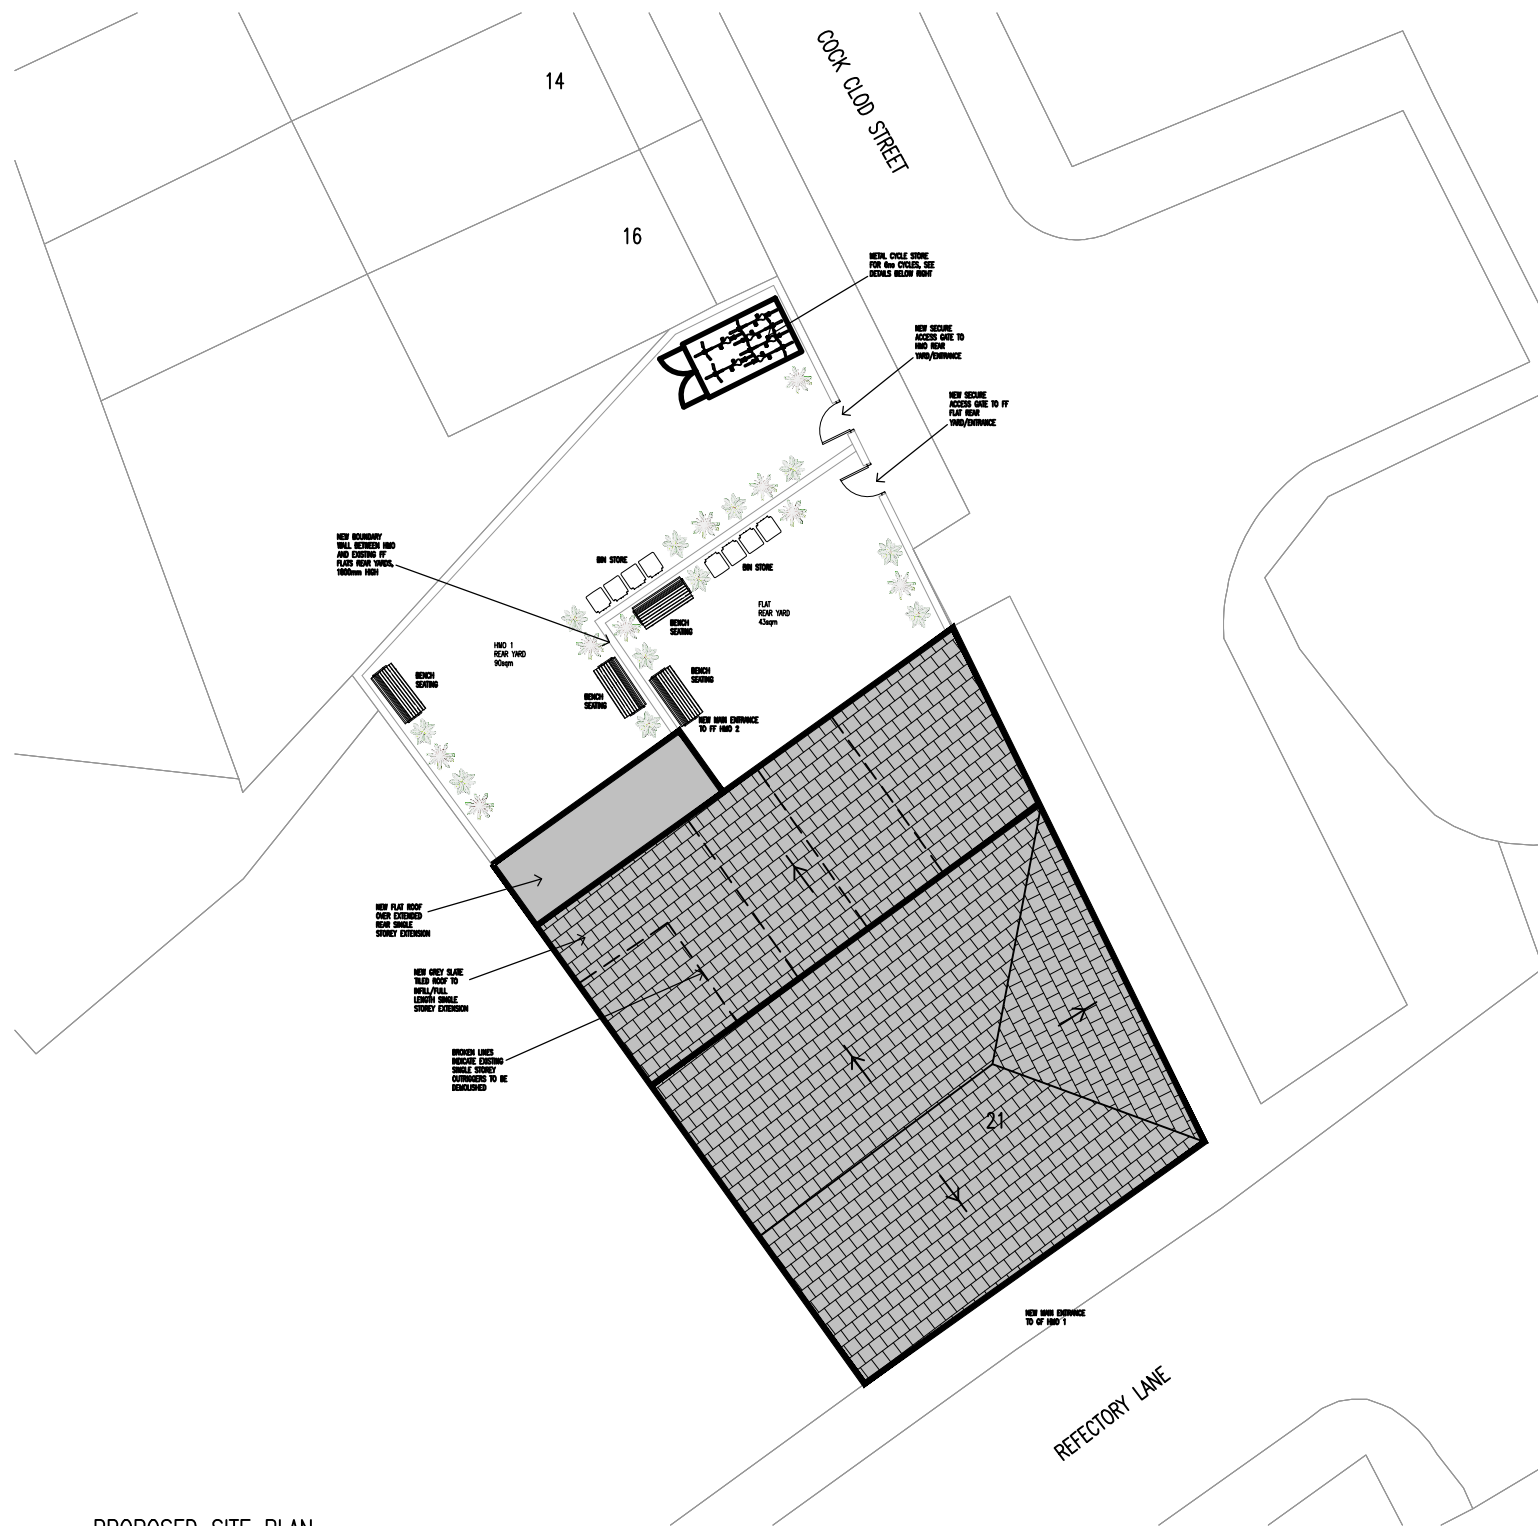 COCK CLOD STREET
14
16
METAL CYCLE STORE
FOR 6no CYCLES, SEE
DETAILS BELOW RIGHT
NEW SECURE
ACCESS GATE TO
HMO REAR
YARD/ENTRANCE
NEW SECURE
ACCESS GATE TO FF
FLAT REAR
YARD/ENTRANCE
NEW BOUNDARY
WALL BETWEEN HMO
AND EXISTING FF
FLATS REAR YARDS,
1800mm HIGH
BIN STORE
BIN STORE
FLAT
REAR YARD
43sqm
BENCH
SEATING
HMO 1
REAR YARD
90sqm
BENCH
SEATING
BENCH
SEATING
BENCH
SEATING
NEW MAIN ENTRANCE
TO FF HMO 2
NEW FLAT ROOF
OVER EXTENDED
REAR SINGLE
STOREY EXTENSION
NEW GREY SLATE
TILED ROOF TO
INFILL/FULL
LENGTH SINGLE
STOREY EXTENSION
BROKEN LINES
INDICATE EXISTING
SINGLE STOREY
OUTRIGGERS TO BE
DEMOLISHED
21
NEW MAIN ENTRANCE
TO GF HMO 1
REFECTORY LANE
PROPOSED SITE PLAN